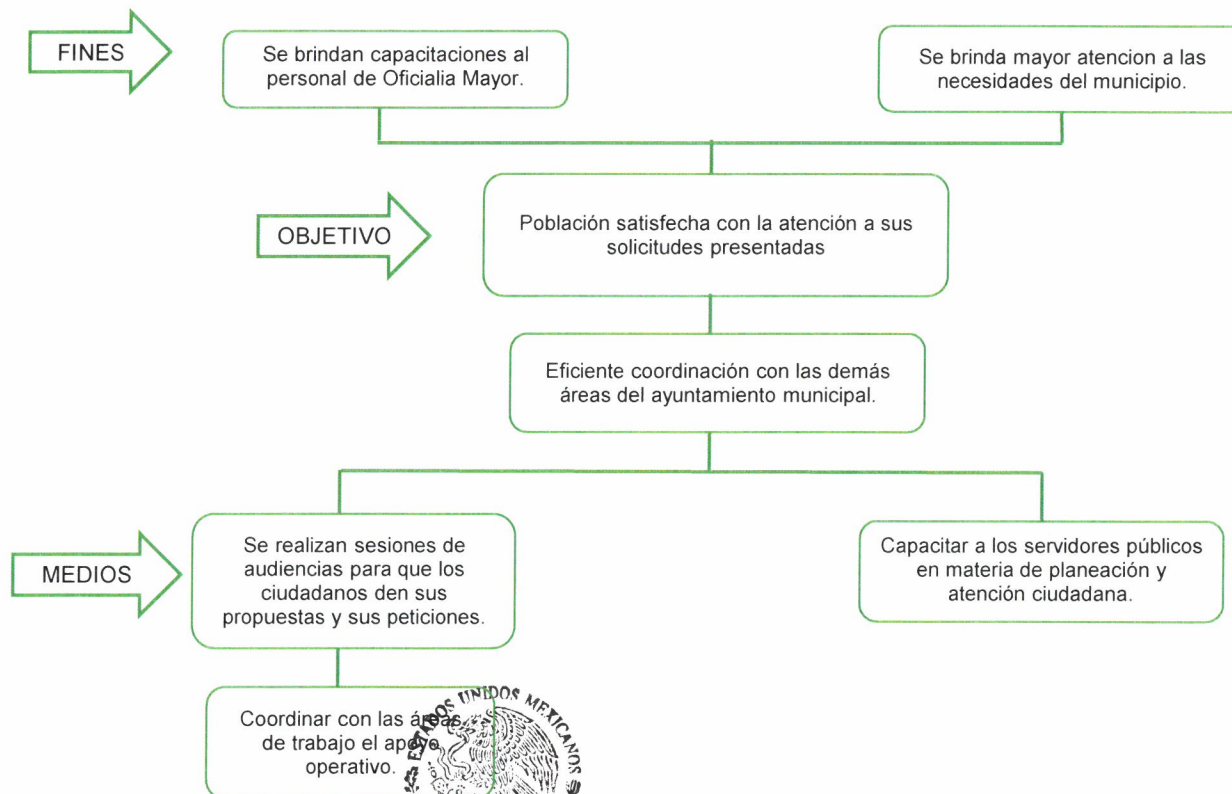 FINES
Se brindan capacitaciones al
personal de Oficialia Mayor.
Se brinda mayor atencion a las
necesidades del municipio.
OBJETIVO
Población satisfecha con la atención a sus
solicitudes presentadas
Eficiente coordinación con las demás
áreas del ayuntamiento municipal.
MEDIOS
Se realizan sesiones de
audiencias para que los
ciudadanos den sus
propuestas y sus peticiones.
Capacitar a los servidores públicos
en materia de planeación y
atención ciudadana.
Coordinar con las áreas
de trabajo el apoyo
operativo.
ESTADOS UNIDOS MEXICANOS